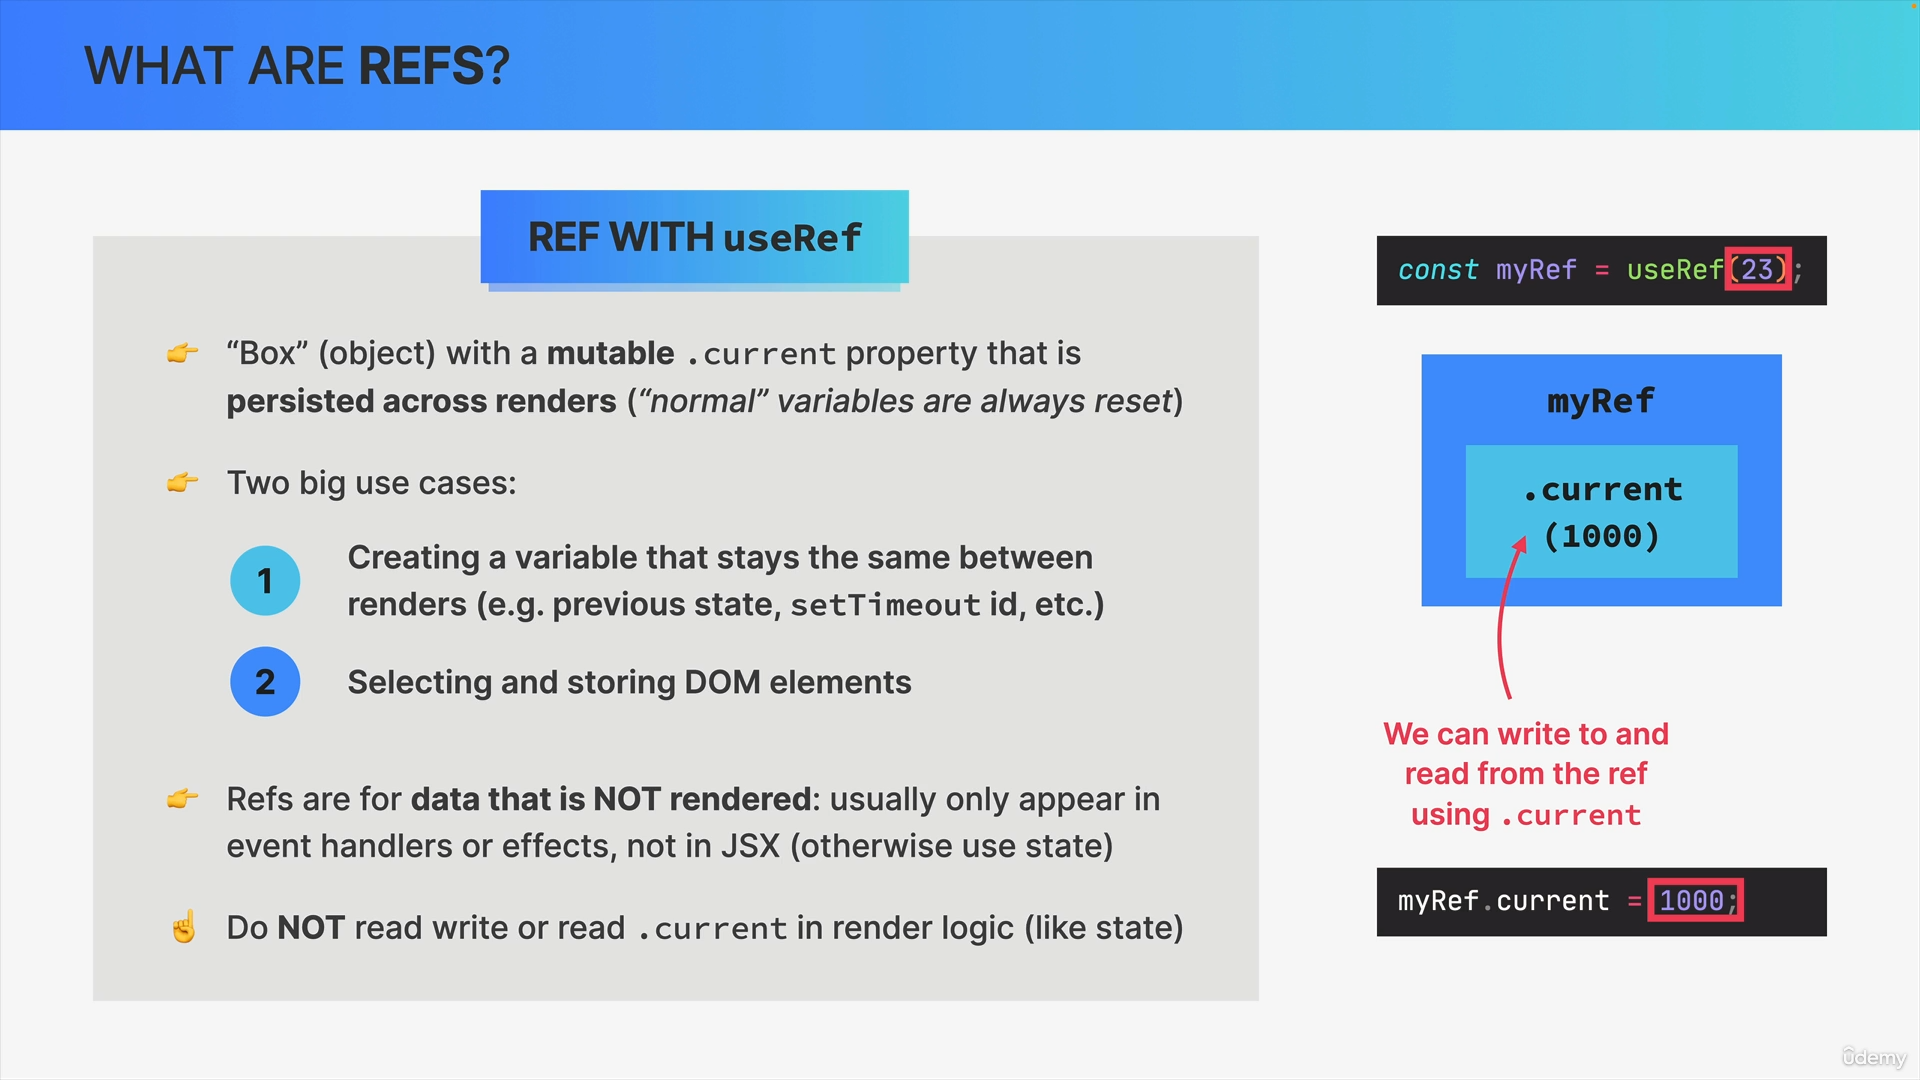 WHAT ARE REFS?
REF WITH useRef
“Box” (object) with a mutable .current property that is
persisted across renders (“normal” variables are always reset)
Two big use cases:
1
Creating a variable that stays the same between
renders (e.g. previous state, setTimeout id, etc.)
2
Selecting and storing DOM elements
Refs are for data that is NOT rendered: usually only appear in
event handlers or effects, not in JSX (otherwise use state)
Do NOT read write or read .current in render logic (like state)
const myRef = useRef(23);
myRef
.current
(1000)
We can write to and
read from the ref
using .current
myRef.current = 1000;
ûdemy